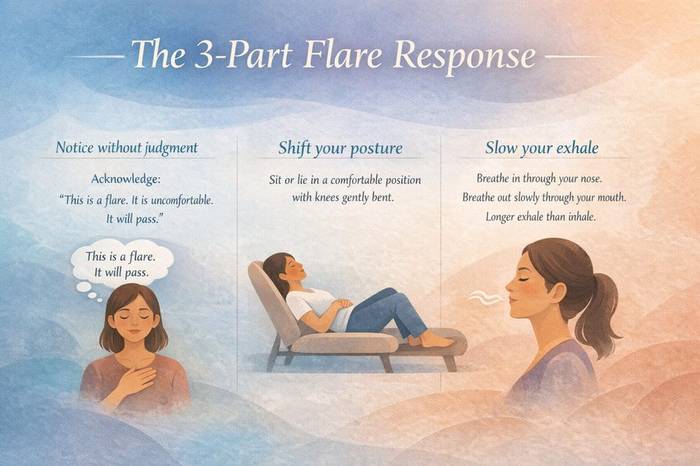 The 3-Part Flare Response
Notice without judgment
Acknowledge:
“This is a flare. It is uncomfortable.
It will pass.”
This is a flare.
It will pass.
Shift your posture
Sit or lie in a comfortable position
with knees gently bent.
Slow your exhale
Breathe in through your nose.
Breathe out slowly through your mouth.
Longer exhale than inhale.